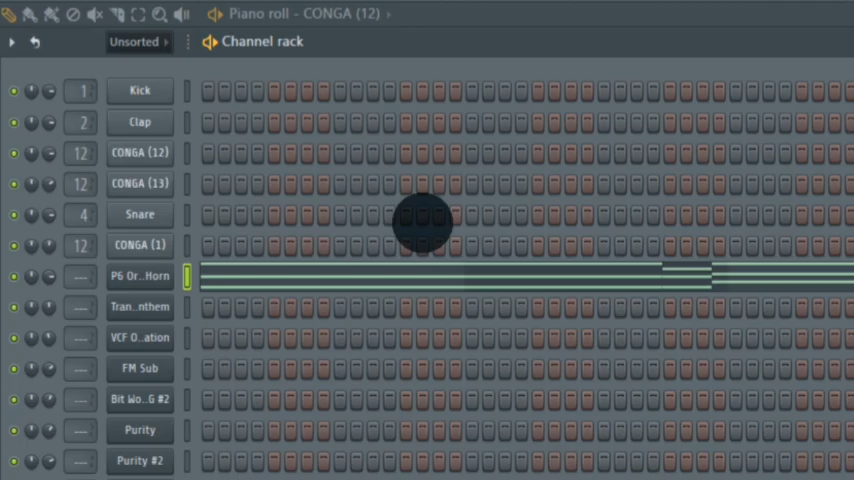 Piano roll - CONGA (12)
Unsorted
Channel rack
1 Kick
2 Clap
12 CONGA (12)
12 CONGA (13)
4 Snare
12 CONGA (1)
--- P6 Or..Horn
--- Tran..nthem
--- VCF O..ation
--- FM Sub
--- Bit Wo..G #2
--- Purity
--- Purity #2